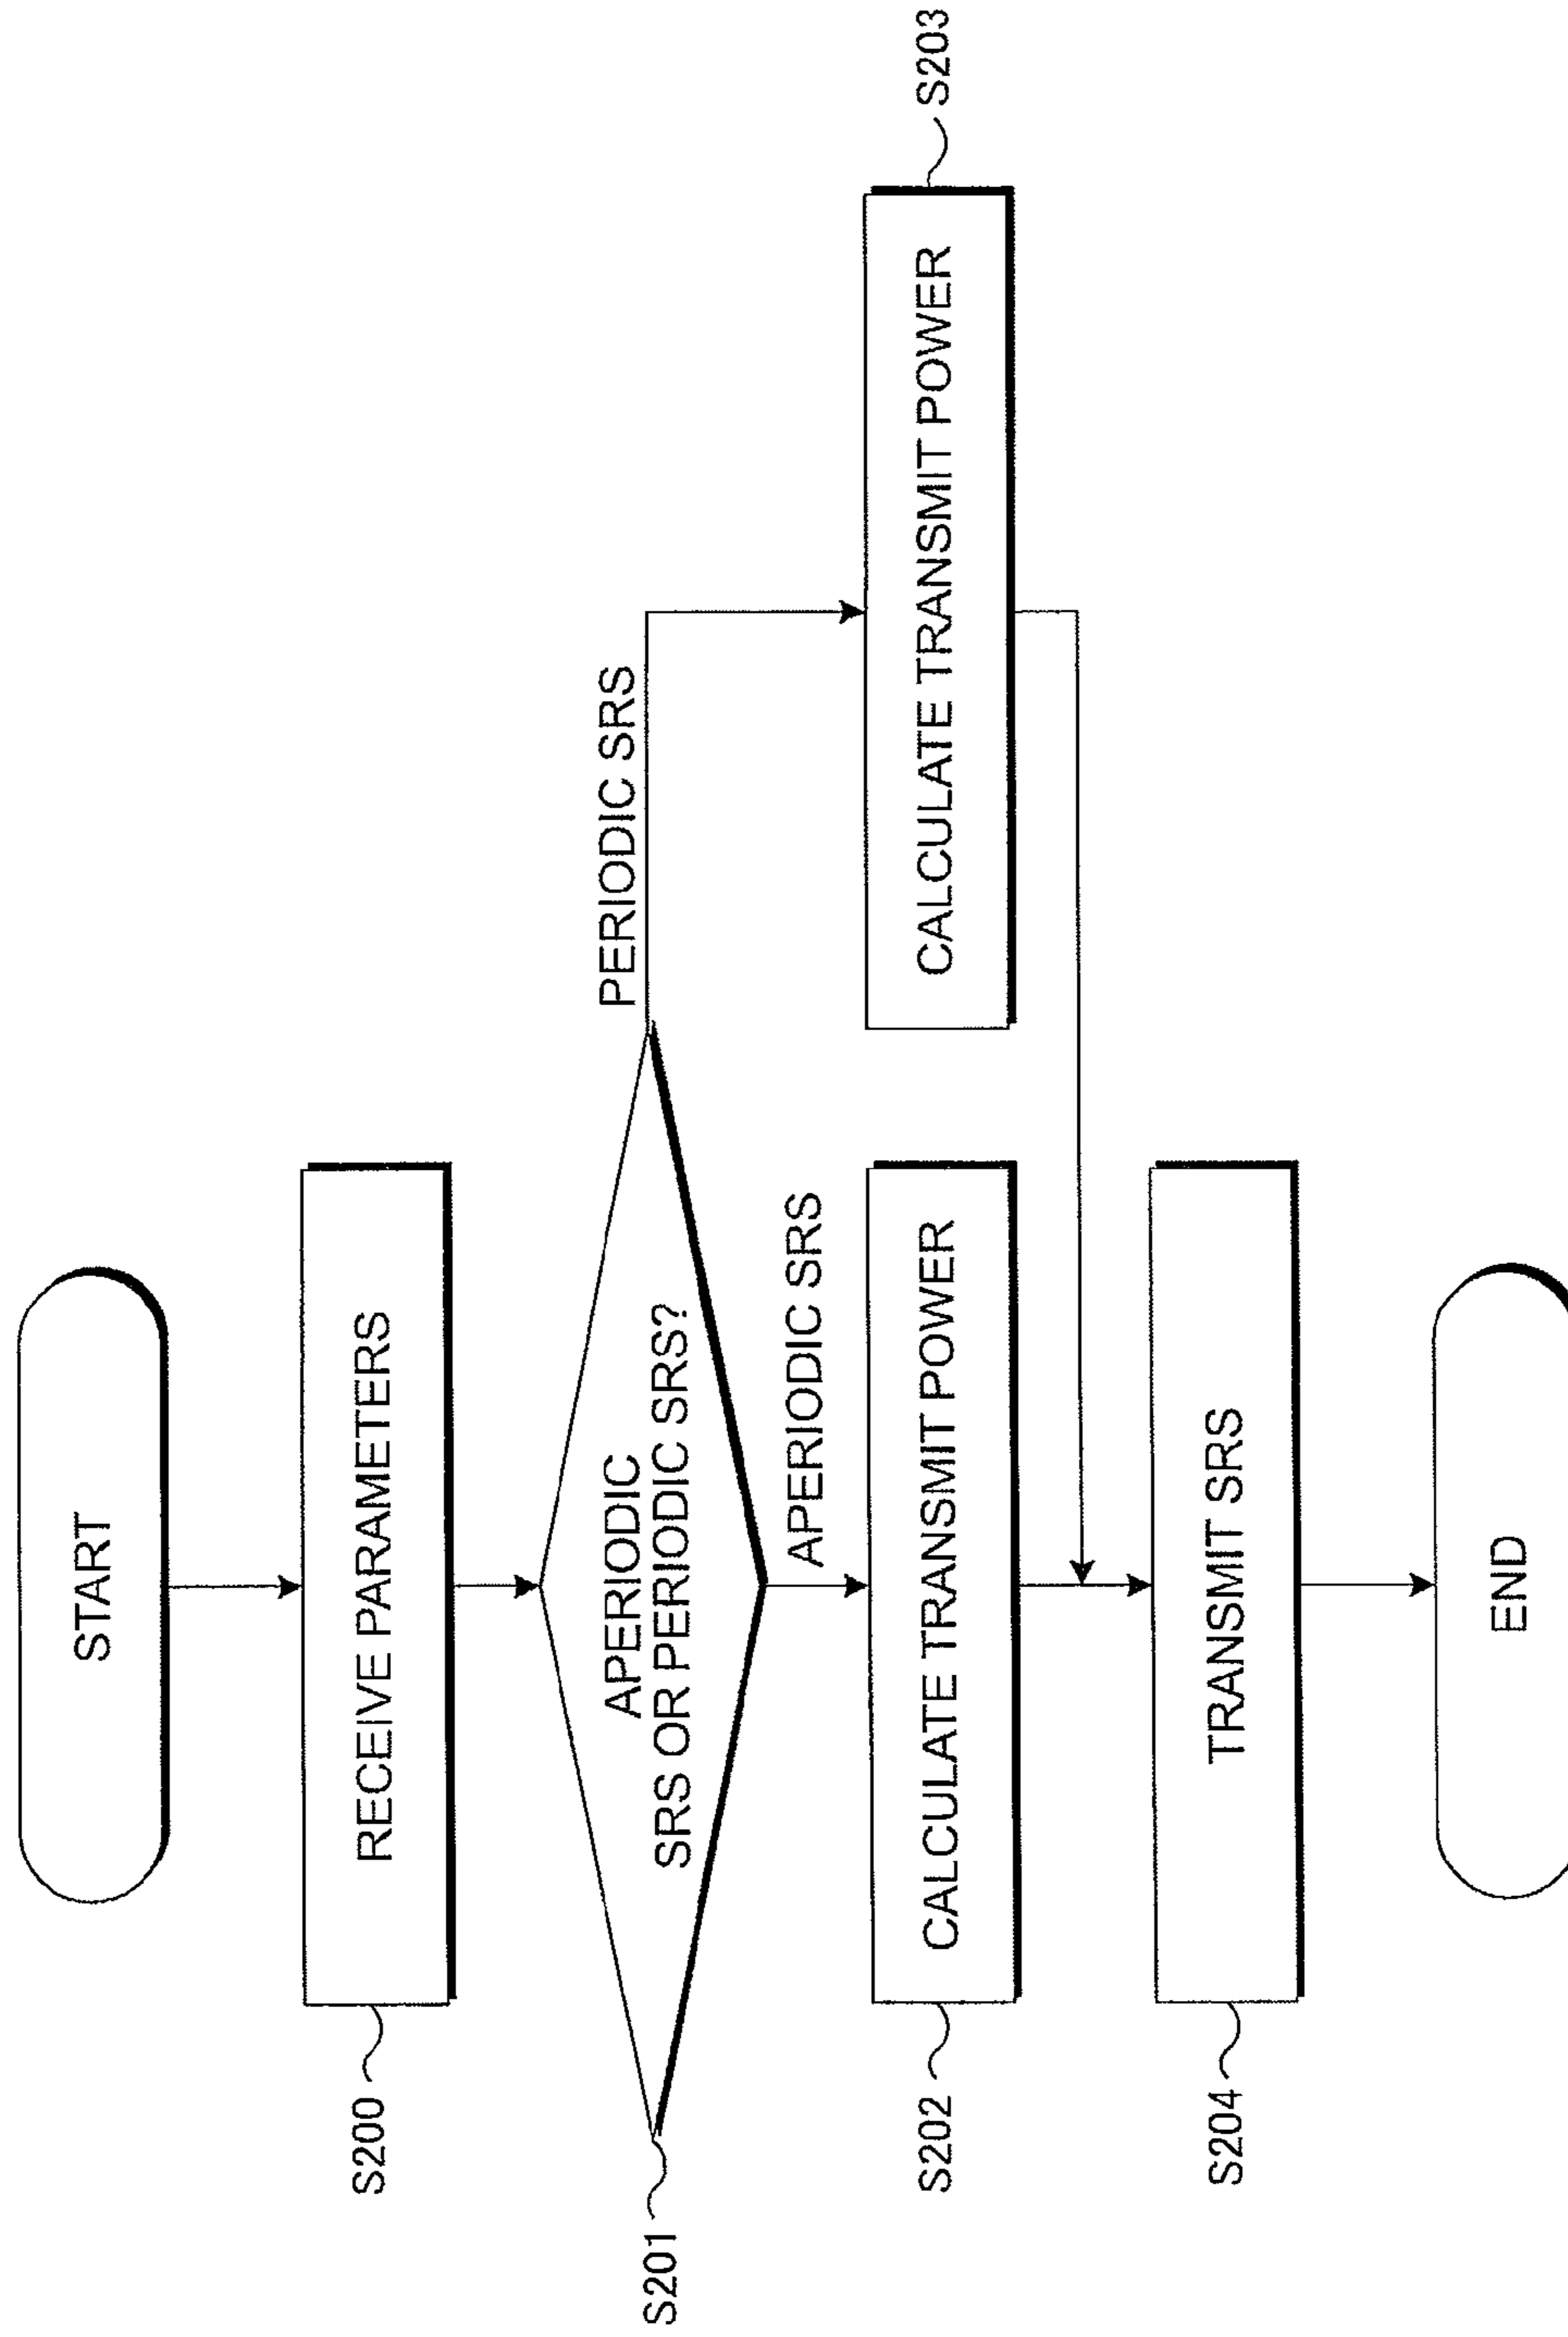 START
RECEIVE PARAMETERS
S200
APERIODIC
SRS OR PERIODIC SRS?
S201
PERIODIC SRS
APERIODIC SRS
CALCULATE TRANSMIT POWER
S202
CALCULATE TRANSMIT POWER
S203
TRANSMIT SRS
S204
END